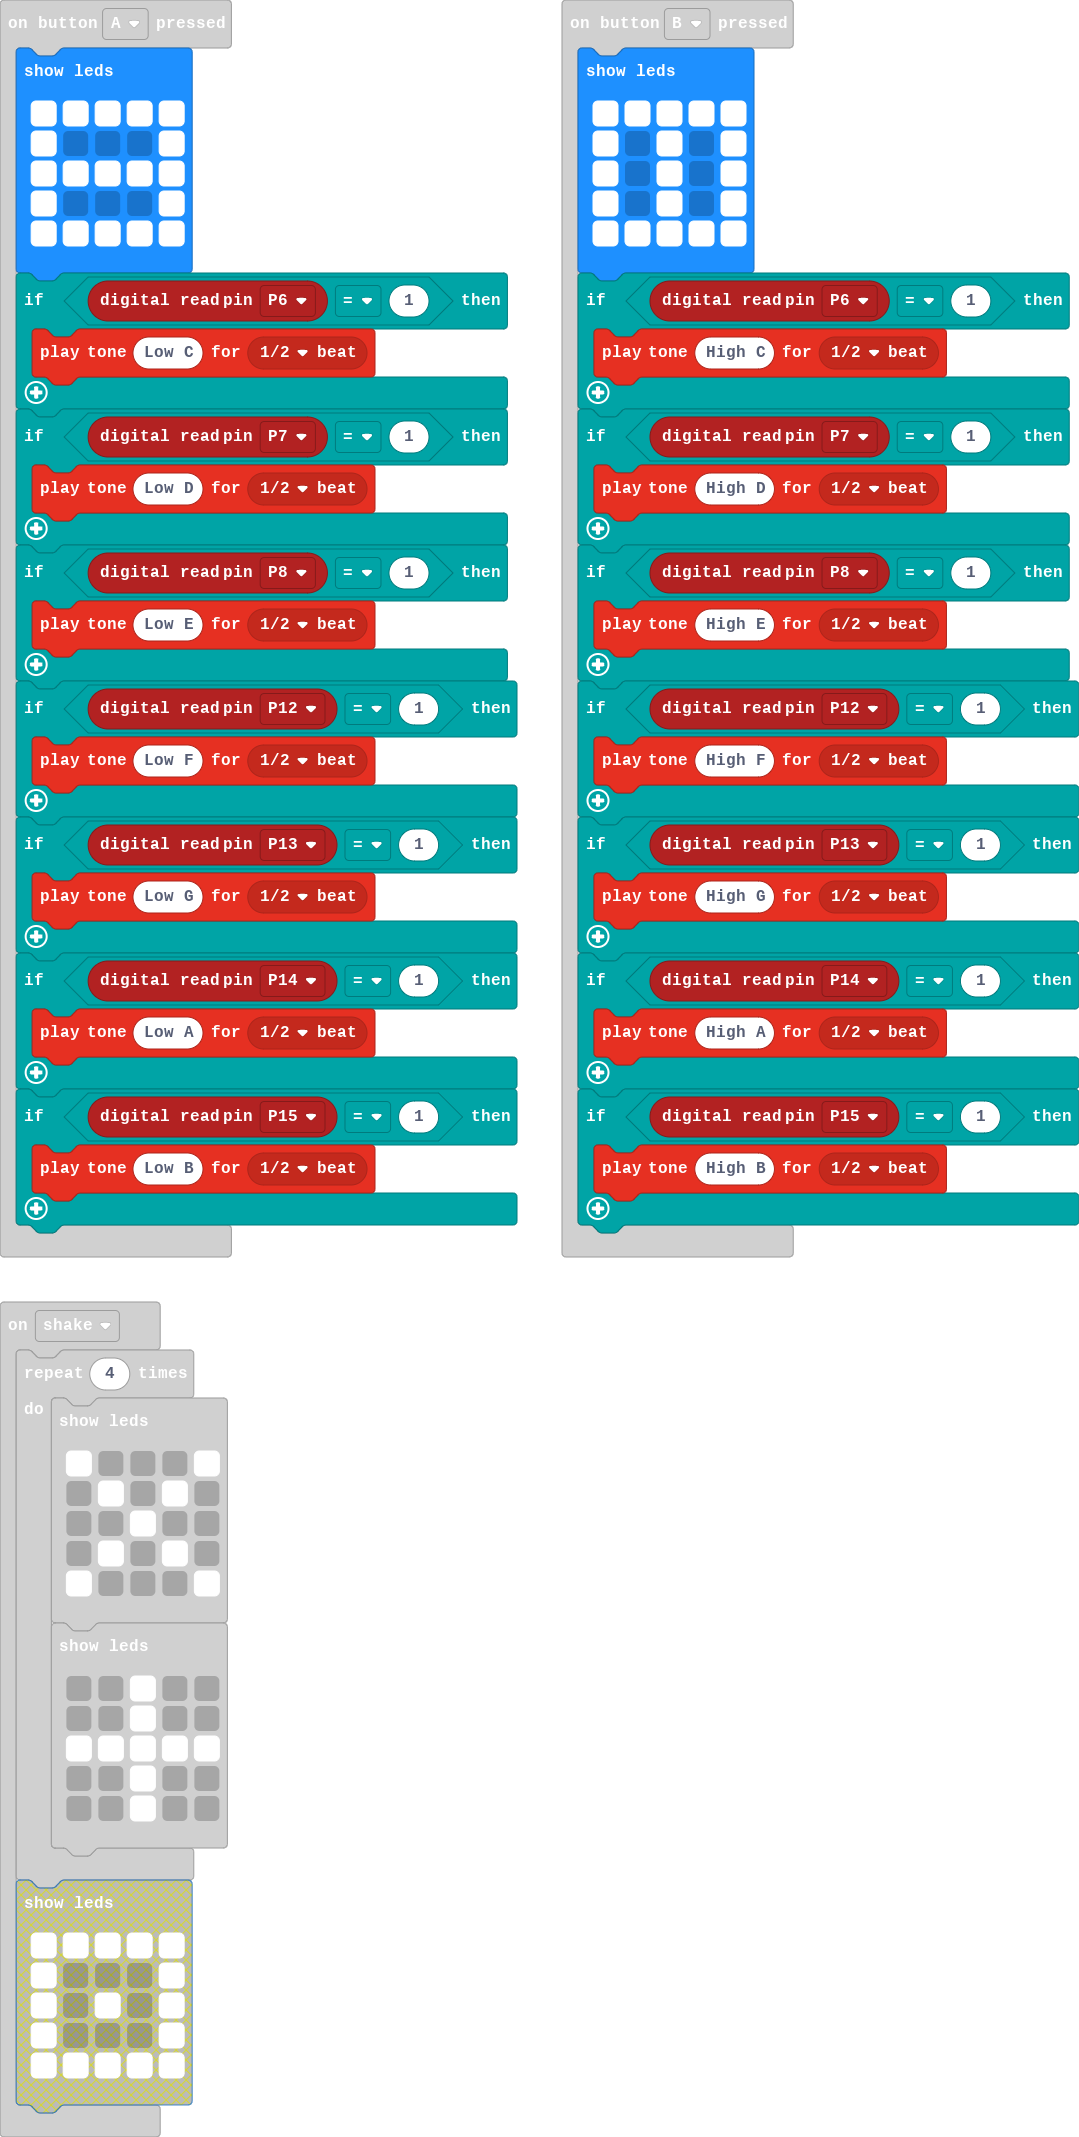 on button A pressed
show leds
if digital read pin P6 = 1 then
play tone Low C for 1/2 beat
if digital read pin P7 = 1 then
play tone Low D for 1/2 beat
if digital read pin P8 = 1 then
play tone Low E for 1/2 beat
if digital read pin P12 = 1 then
play tone Low F for 1/2 beat
if digital read pin P13 = 1 then
play tone Low G for 1/2 beat
if digital read pin P14 = 1 then
play tone Low A for 1/2 beat
if digital read pin P15 = 1 then
play tone Low B for 1/2 beat
on button B pressed
show leds
if digital read pin P6 = 1 then
play tone High C for 1/2 beat
if digital read pin P7 = 1 then
play tone High D for 1/2 beat
if digital read pin P8 = 1 then
play tone High E for 1/2 beat
if digital read pin P12 = 1 then
play tone High F for 1/2 beat
if digital read pin P13 = 1 then
play tone High G for 1/2 beat
if digital read pin P14 = 1 then
play tone High A for 1/2 beat
if digital read pin P15 = 1 then
play tone High B for 1/2 beat
on shake
repeat 4 times
do
show leds
show leds
show leds